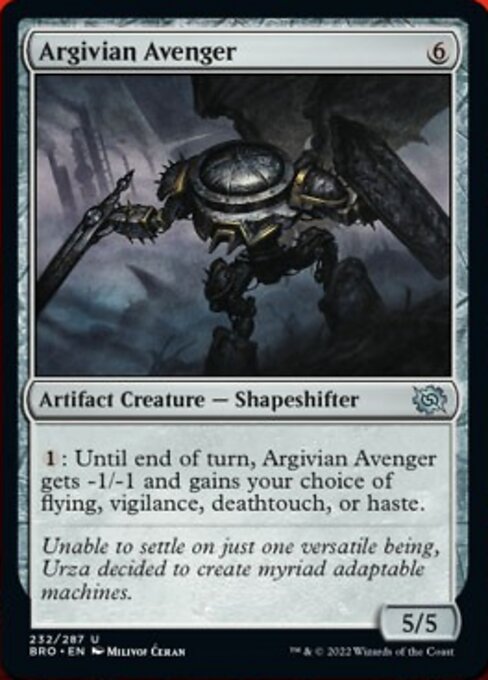 Argivian Avenger 6
Artifact Creature — Shapeshifter
1: Until end of turn, Argivian Avenger
gets -1/-1 and gains your choice of
flying, vigilance, deathtouch, or haste.
Unable to settle on just one versatile being,
Urza decided to create myriad adaptable
machines.
5/5
232/287 U
BRO • EN MILIVOJ ĆERAN
™ & © 2022 Wizards of the Coast